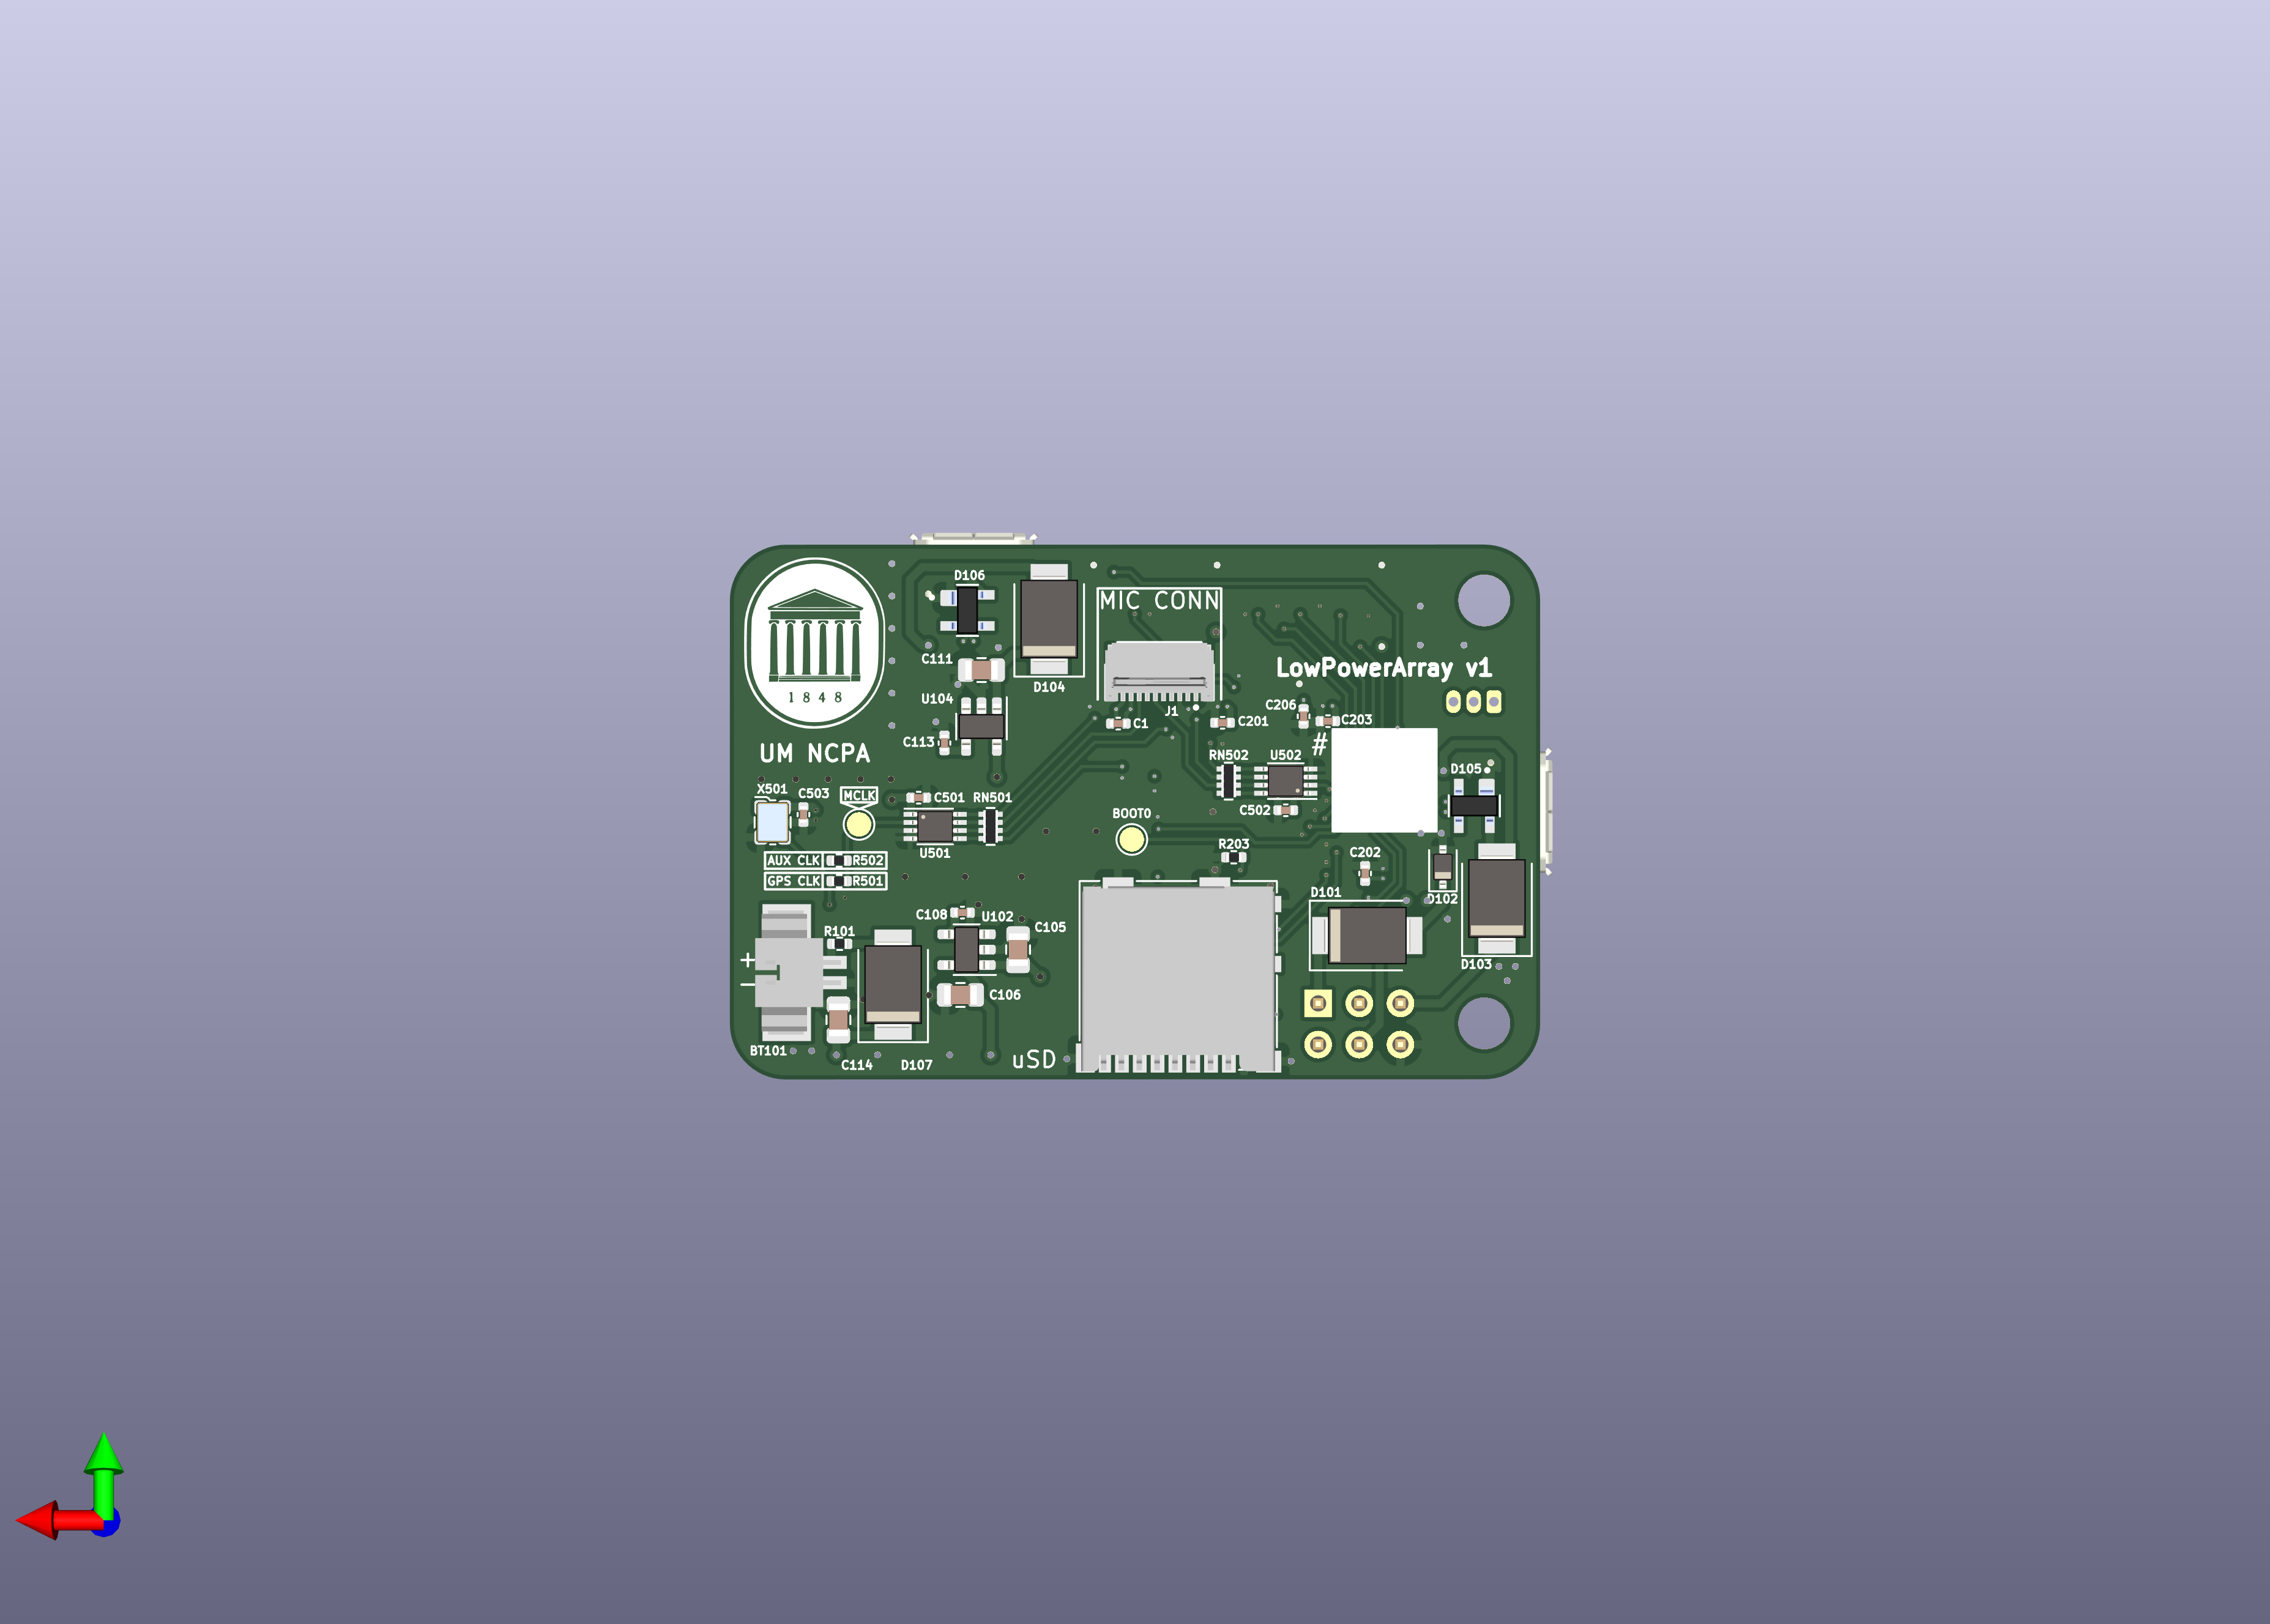 D106
MIC CONN
C111
D104
LowPowerArray v1
1 8 4 8
U104
J1
C206
C1
C201
C203
C113
#
UM NCPA
RN502
U502
D105
X501
C503
MCLK
C501
RN501
C502
BOOT0
U501
R203
AUX CLK
R502
C202
GPS CLK
R501
D101
D102
C108
U102
C105
R101
+
-
D103
C106
BT101
C114
D107
uSD